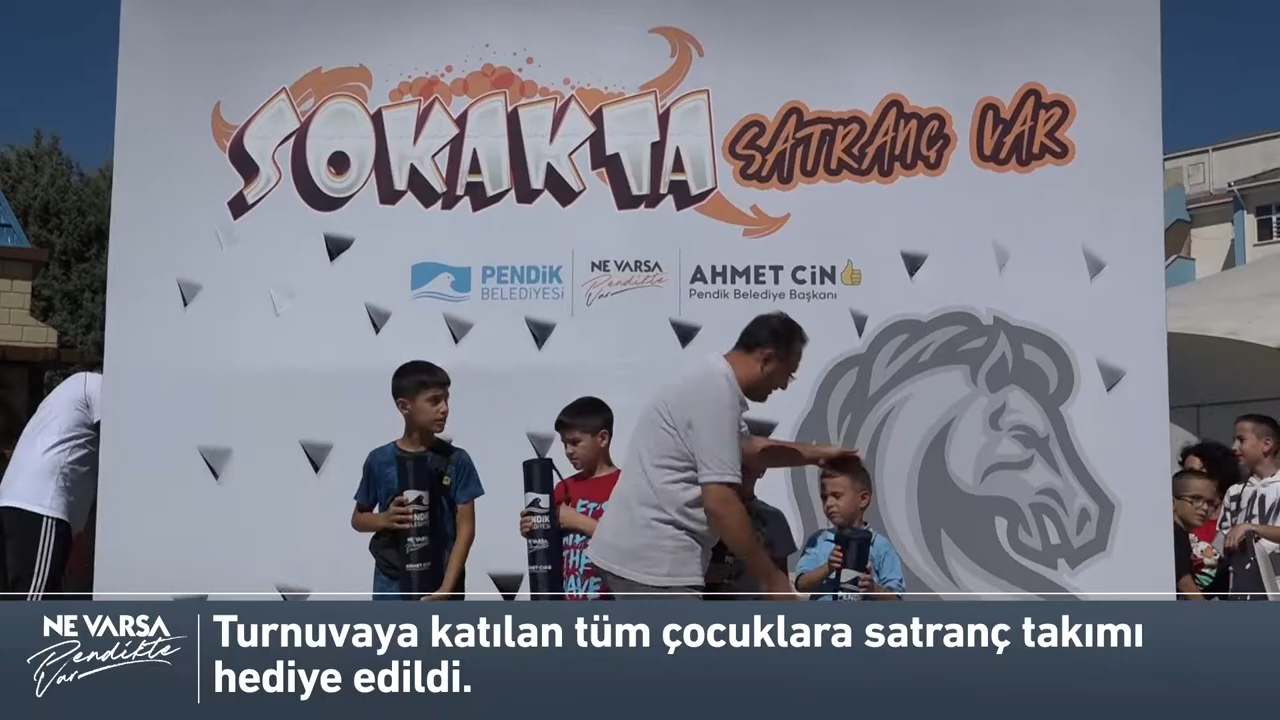 SOKAKTA SATRANÇ VAR
PENDİK BELEDİYESİ
NE VARSA Pendikte Var
AHMET CİN
Pendik Belediye Başkanı
NE VARSA
Pendikte
Var
Turnuvaya katılan tüm çocuklara satranç takımı
hediye edildi.